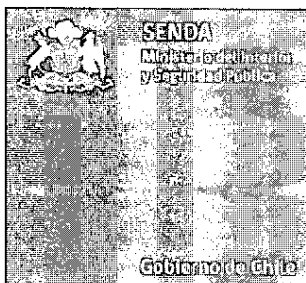 SENDA
Ministerio del Interior
y Seguridad Pública
Gobierno de Chile